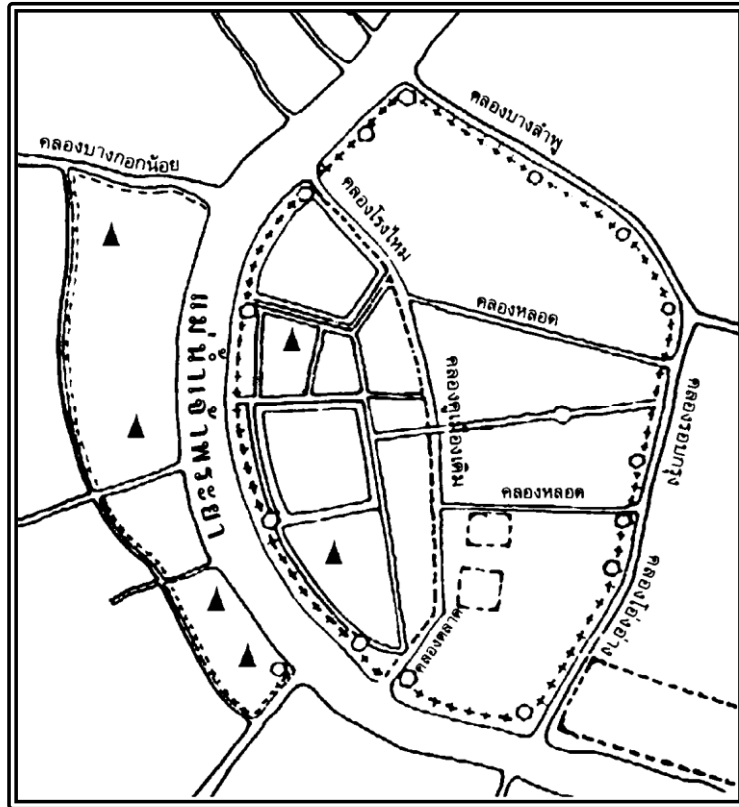 คลองบางลำพู
คลองบางกอกน้อย
คลองโรงไหม
คลองหลอด
แม่น้ำเจ้าพระยา
คลองคูเมืองเดิม
คลองรอบกรุง
คลองหลอด
คลองโอ่งอ่าง
คลองตลาด